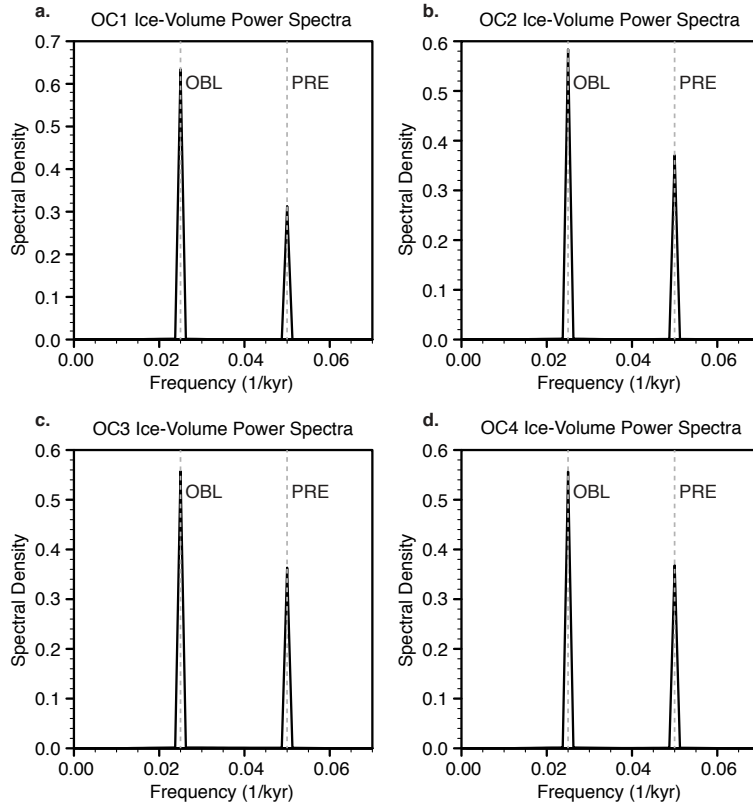 a.
OC1 Ice-Volume Power Spectra
0.7
0.6
0.5
0.4
0.3
0.2
0.1
0.0
Spectral Density
OBL
PRE
0.00
0.02
0.04
0.06
Frequency (1/kyr)
b.
OC2 Ice-Volume Power Spectra
0.6
0.5
0.4
0.3
0.2
0.1
0.0
Spectral Density
OBL
PRE
0.00
0.02
0.04
0.06
Frequency (1/kyr)
c.
OC3 Ice-Volume Power Spectra
0.6
0.5
0.4
0.3
0.2
0.1
0.0
Spectral Density
OBL
PRE
0.00
0.02
0.04
0.06
Frequency (1/kyr)
d.
OC4 Ice-Volume Power Spectra
0.6
0.5
0.4
0.3
0.2
0.1
0.0
Spectral Density
OBL
PRE
0.00
0.02
0.04
0.06
Frequency (1/kyr)